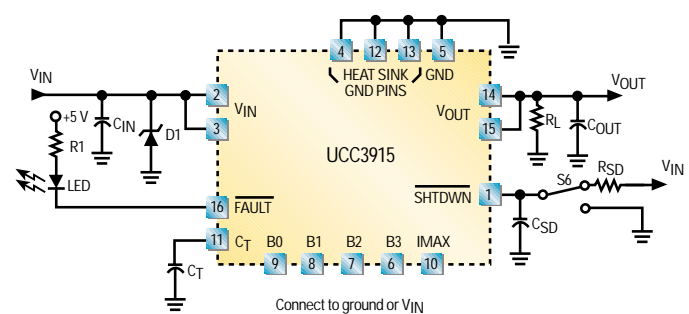 4 12 13 5
HEAT SINK
GND PINS
GND
VIN
2
VIN
3
+5 V
CIN
D1
R1
LED
16 FAULT
11 CT
CT
UCC3915
14
VOUT
15
VOUT
RL
COUT
SHTDWN 1
CSD
S6
RSD
VIN
B0 B1 B2 B3 IMAX
9 8 7 6 10
Connect to ground or VIN